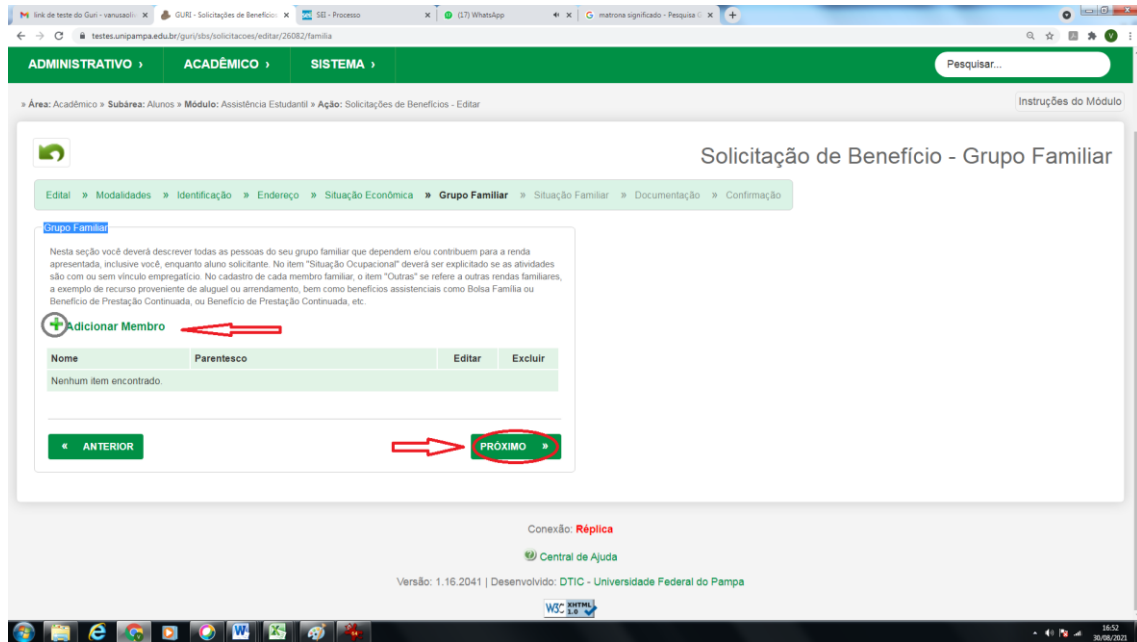 link de teste do Guri - vanusaoliv
GURI - Solicitações de Benefícios
SEI - Processo
(17) WhatsApp
matrona significado - Pesquisa G
testes.unipampa.edu.br/guri/sbs/solicitacoes/editar/26082/familia
ADMINISTRATIVO › ACADÊMICO › SISTEMA ›
Pesquisar...
» Área: Acadêmico » Subárea: Alunos » Módulo: Assistência Estudantil » Ação: Solicitações de Benefícios - Editar
Instruções do Módulo
Solicitação de Benefício - Grupo Familiar
Edital » Modalidades » Identificação » Endereço » Situação Econômica » Grupo Familiar » Situação Familiar » Documentação » Confirmação
Grupo Familiar
Nesta seção você deverá descrever todas as pessoas do seu grupo familiar que dependem e/ou contribuem para a renda
apresentada, inclusive você, enquanto aluno solicitante. No item "Situação Ocupacional" deverá ser explicitado se as atividades
são com ou sem vínculo empregatício. No cadastro de cada membro familiar, o item "Outras" se refere a outras rendas familiares,
a exemplo de recurso proveniente de aluguel ou arrendamento, bem como benefícios assistenciais como Bolsa Família ou
Benefício de Prestação Continuada, ou Benefício de Prestação Continuada, etc.
Adicionar Membro
Nome Parentesco Editar Excluir
Nenhum item encontrado.
« ANTERIOR
PRÓXIMO »
Conexão: Réplica
Central de Ajuda
Versão: 1.16.2041 | Desenvolvido: DTIC - Universidade Federal do Pampa
W3C XHTML 1.0
16:52
30/08/2021